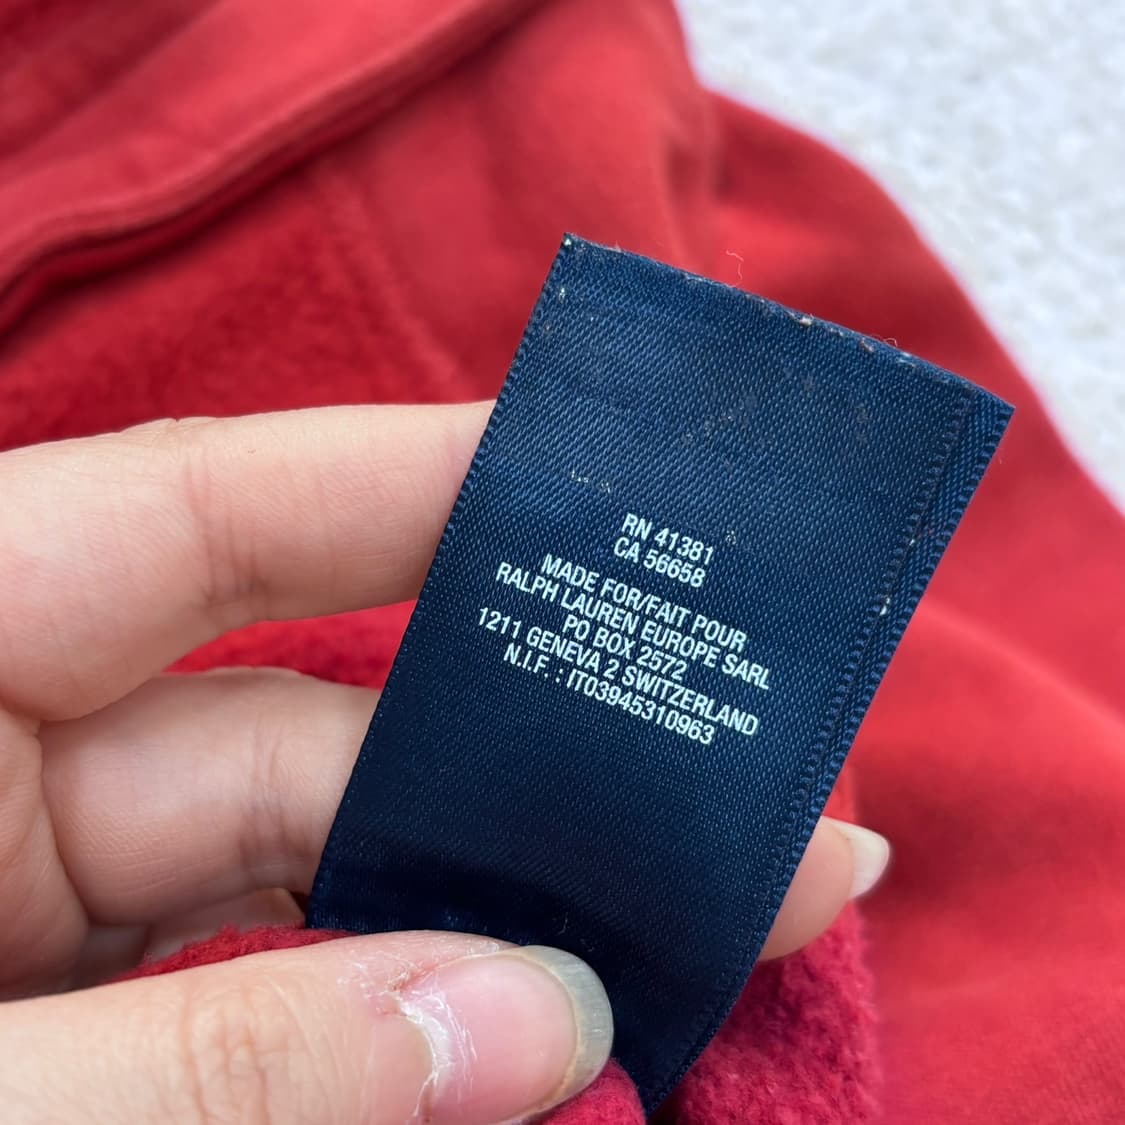 RN 41381
CA 56658
MADE FOR/FAIT POUR
RALPH LAUREN EUROPE SARL
PO BOX 2572
1211 GENEVA 2 SWITZERLAND
N.I.F. : IT03945310963